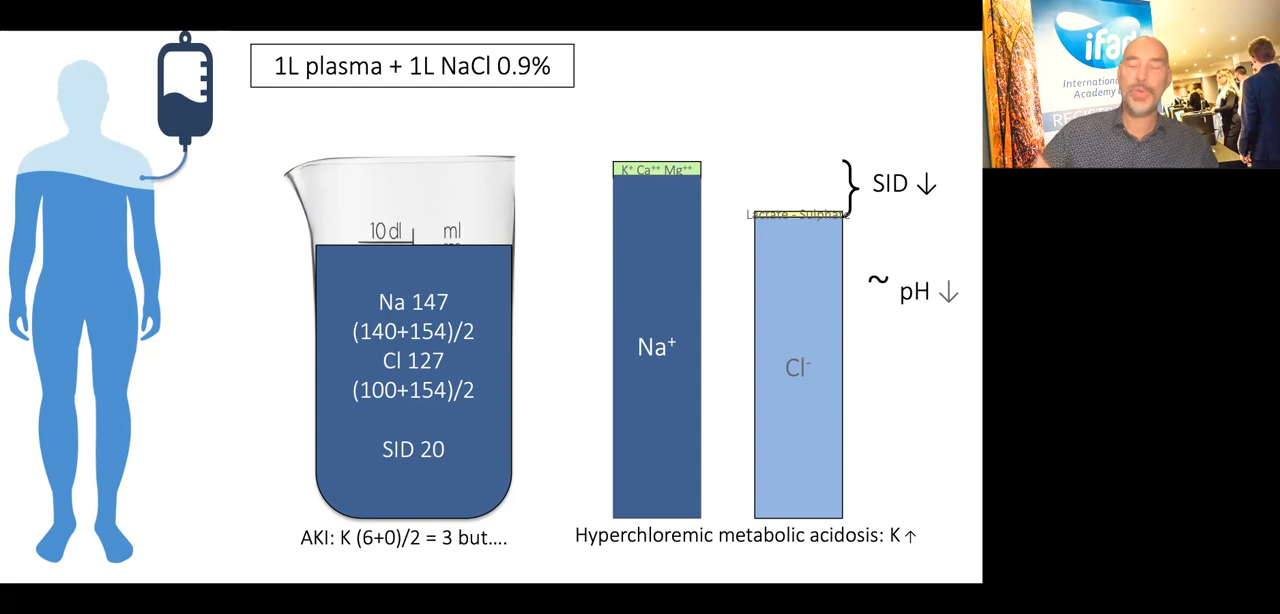 1L plasma + 1L NaCl 0.9%
10 dl ml
Na 147
(140+154)/2
Cl 127
(100+154)/2
SID 20
AKI: K (6+0)/2 = 3 but....
K⁺ Ca⁺⁺ Mg⁺⁺
Na⁺
Lactate - Sulphate
Cl⁻
SID ↓
~ pH ↓
Hyperchloremic metabolic acidosis: K ↑
ifad
International
Academy